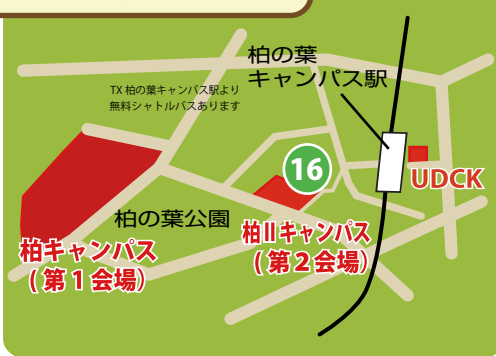 柏の葉
キャンパス駅
TX 柏の葉キャンパス駅より
無料シャトルバスあります
16
UDCK
柏の葉公園
柏Ⅱキャンパス
(第2会場)
柏キャンパス
(第1会場)